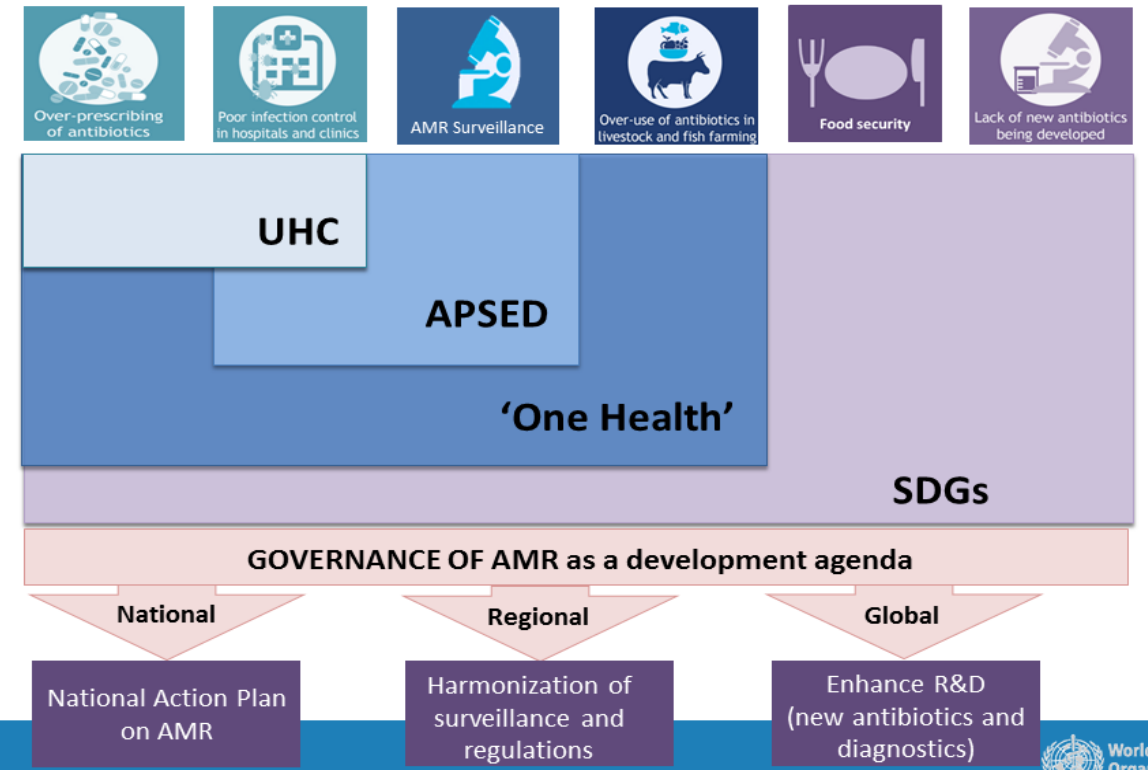 Over-prescribing
of antibiotics
Poor infection control
in hospitals and clinics
AMR Surveillance
Over-use of antibiotics in
livestock and fish farming
Food security
Lack of new antibiotics
being developed
UHC
APSED
‘One Health’
SDGs
GOVERNANCE OF AMR as a development agenda
National
Regional
Global
National Action Plan
on AMR
Harmonization of
surveillance and
regulations
Enhance R&D
(new antibiotics and
diagnostics)